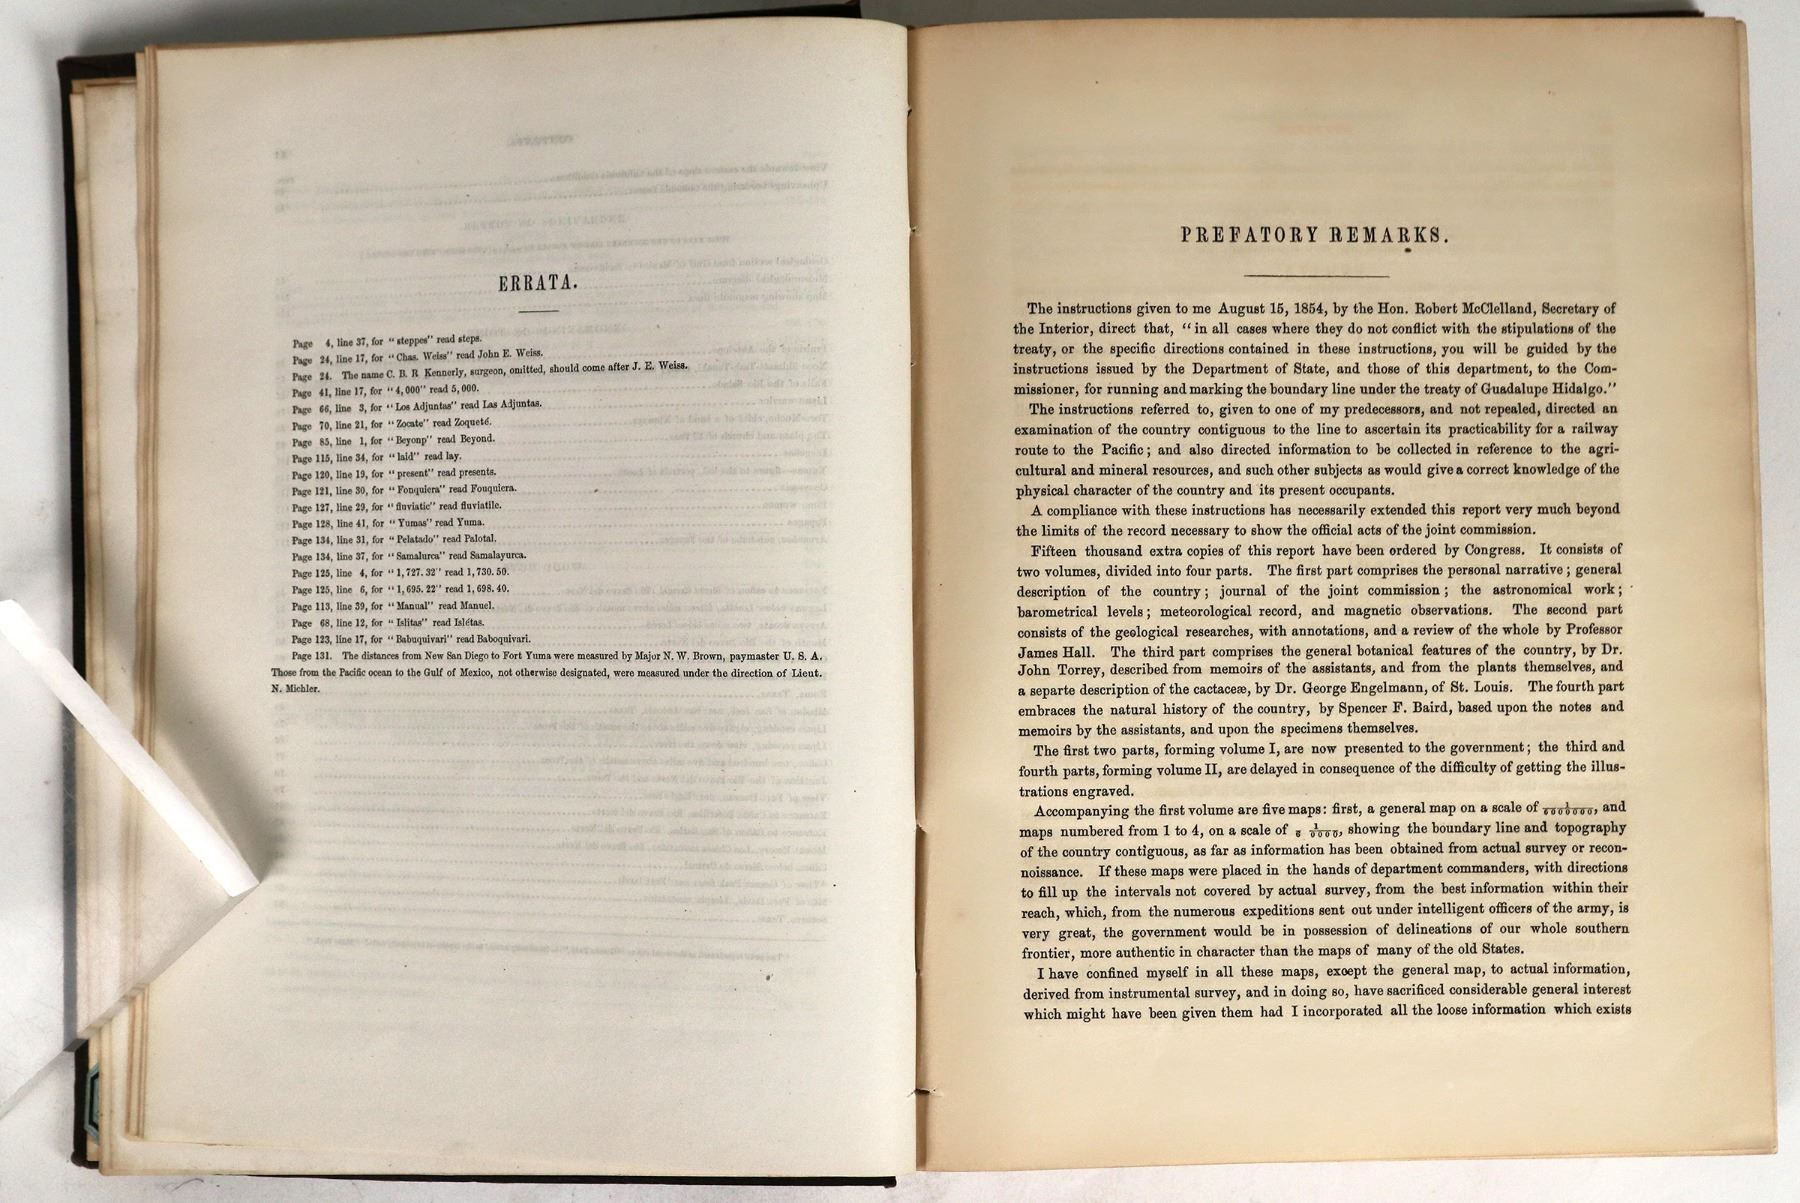 ERRATA.
Page 4, line 37, for "steppes" read steps.
Page 24, line 17, for "Chas. Weiss" read John E. Weiss.
Page 24. The name C. B. R Kennerly, surgeon, omitted, should come after J. E. Weiss.
Page 41, line 17, for "4,000" read 5,000.
Page 66, line 3, for "Los Adjuntas" read Las Adjuntas.
Page 70, line 21, for "Zocate" read Zoqueté.
Page 85, line 1, for "Beyonp" read Beyond.
Page 115, line 34, for "laid" read lay.
Page 120, line 19, for "present" read presents.
Page 121, line 30, for "Fonquiera" read Fouquiera.
Page 127, line 29, for "fluviatic" read fluviatile.
Page 128, line 41, for "Yumas" read Yuma.
Page 134, line 31, for "Pelatado" read Palotal.
Page 134, line 37, for "Samalurca" read Samalayurca.
Page 125, line 4, for "1,727.32" read 1,730.50.
Page 125, line 6, for "1,695.22" read 1,698.40.
Page 113, line 39, for "Manual" read Manuel.
Page 68, line 12, for "Islitas" read Islétas.
Page 123, line 17, for "Babuquivari" read Baboquivari.
Page 131. The distances from New San Diego to Fort Yuma were measured by Major N. W. Brown, paymaster U. S. A.
Those from the Pacific ocean to the Gulf of Mexico, not otherwise designated, were measured under the direction of Lieut.
N. Michler.
PREFATORY REMARKS.
The instructions given to me August 15, 1854, by the Hon. Robert McClelland, Secretary of
the Interior, direct that, "in all cases where they do not conflict with the stipulations of the
treaty, or the specific directions contained in these instructions, you will be guided by the
instructions issued by the Department of State, and those of this department, to the Com-
missioner, for running and marking the boundary line under the treaty of Guadalupe Hidalgo."
The instructions referred to, given to one of my predecessors, and not repealed, directed an
examination of the country contiguous to the line to ascertain its practicability for a railway
route to the Pacific; and also directed information to be collected in reference to the agri-
cultural and mineral resources, and such other subjects as would give a correct knowledge of the
physical character of the country and its present occupants.
A compliance with these instructions has necessarily extended this report very much beyond
the limits of the record necessary to show the official acts of the joint commission.
Fifteen thousand extra copies of this report have been ordered by Congress. It consists of
two volumes, divided into four parts. The first part comprises the personal narrative; general
description of the country; journal of the joint commission; the astronomical work;
barometrical levels; meteorological record, and magnetic observations. The second part
consists of the geological researches, with annotations, and a review of the whole by Professor
James Hall. The third part comprises the general botanical features of the country, by Dr.
John Torrey, described from memoirs of the assistants, and from the plants themselves, and
a separte description of the cactaceæ, by Dr. George Engelmann, of St. Louis. The fourth part
embraces the natural history of the country, by Spencer F. Baird, based upon the notes and
memoirs by the assistants, and upon the specimens themselves.
The first two parts, forming volume I, are now presented to the government; the third and
fourth parts, forming volume II, are delayed in consequence of the difficulty of getting the illus-
trations engraved.
Accompanying the first volume are five maps: first, a general map on a scale of 1/6000000, and
maps numbered from 1 to 4, on a scale of showing the boundary line and topography
of the country contiguous, as far as information has been obtained from actual survey or recon-
noissance. If these maps were placed in the hands of department commanders, with directions
to fill up the intervals not covered by actual survey, from the best information within their
reach, which, from the numerous expeditions sent out under intelligent officers of the army, is
very great, the government would be in possession of delineations of our whole southern
frontier, more authentic in character than the maps of many of the old States.
I have confined myself in all these maps, except the general map, to actual information,
derived from instrumental survey, and in doing so, have sacrificed considerable general interest
which might have been given them had I incorporated all the loose information which exists